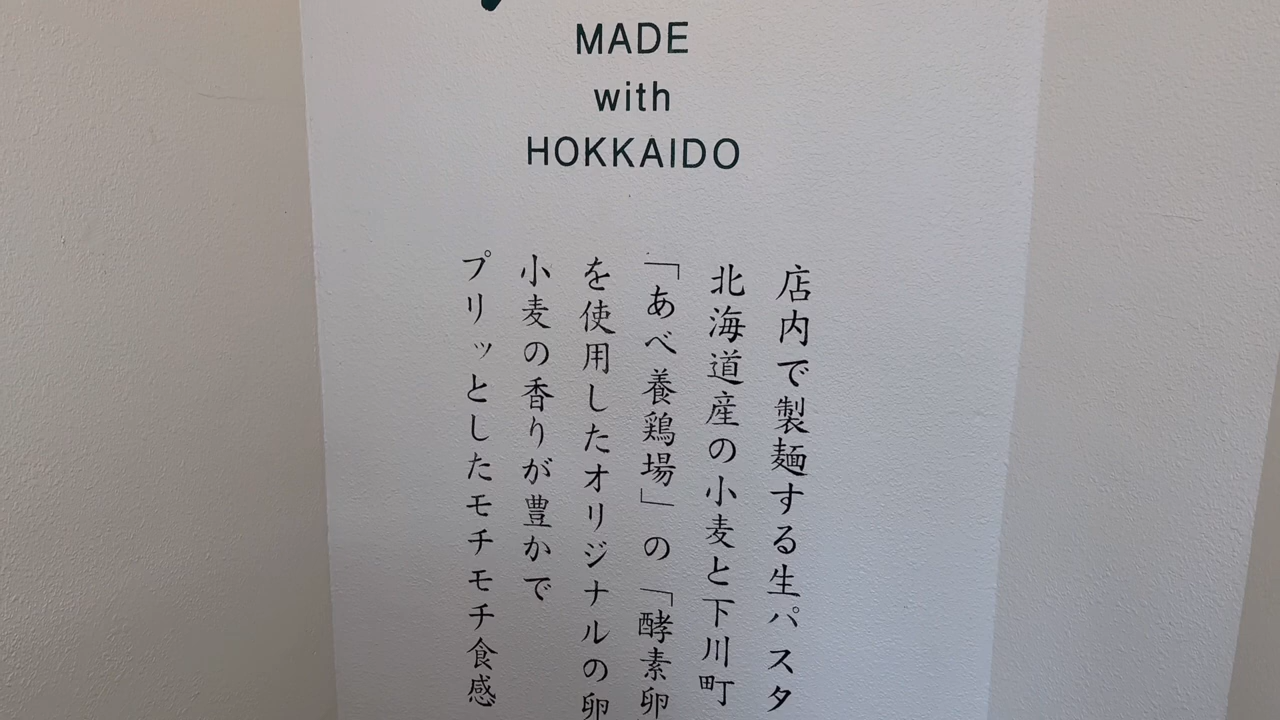 MADE
with
HOKKAIDO
店内で製麺する生パスタ
北海道産の小麦と下川町
「あべ養鶏場」の「酵素卵
を使用したオリジナルの卵
小麦の香りが豊かで
プリッとしたモチモチ食感